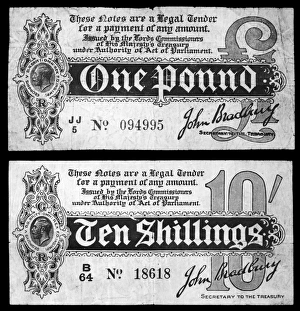 These Notes are a Legal Tender
for a payment of any amount.
Issued by the Lords Commissioners
of His Majesty's Treasury
under Authority of Act of Parliament.
£
One Pound
JJ
5
Nº 094995
John Bradbury
SECRETARY TO THE TREASURY
These Notes are a Legal Tender
for a payment of any amount.
Issued by the Lords Commissioners
of His Majesty's Treasury
under Authority of Act of Parliament.
10/-
Ten Shillings
B
64
Nº 18618
John Bradbury
SECRETARY TO THE TREASURY